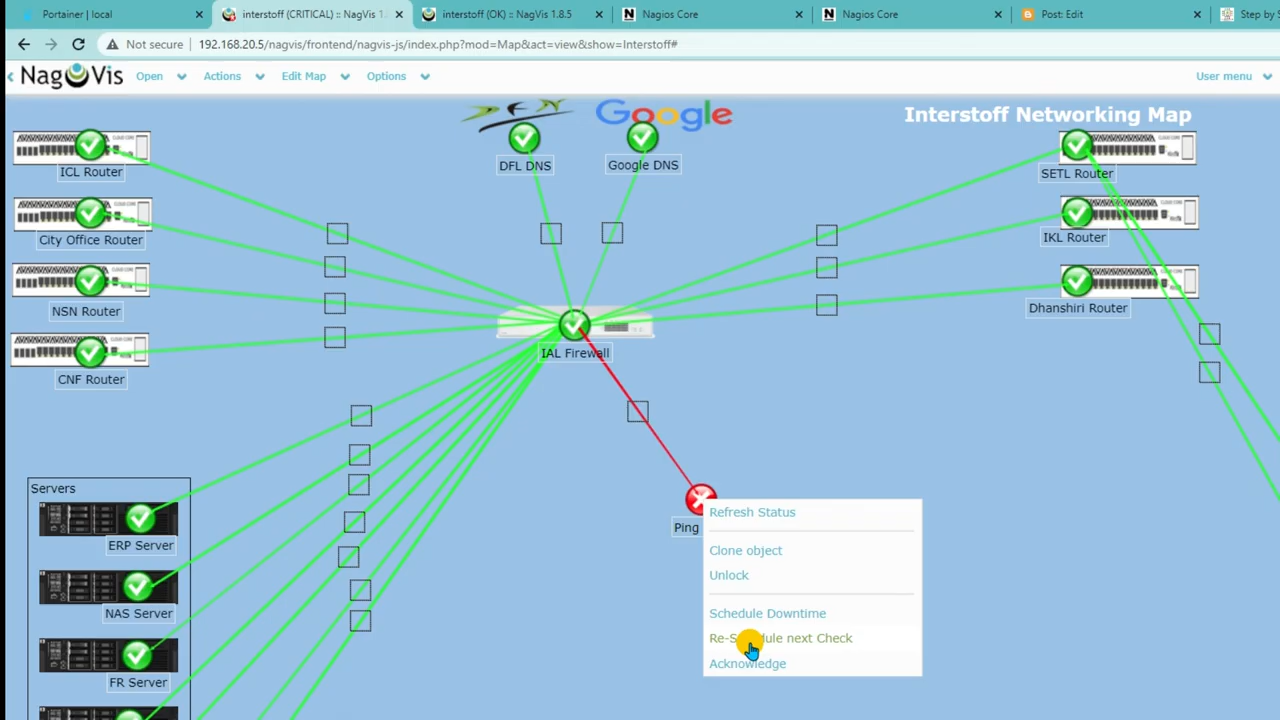 Portainer | local
interstoff (CRITICAL) :: NagVis 1.
interstoff (OK) :: NagVis 1.8.5
Nagios Core
Nagios Core
Post: Edit
Step by S
Not secure
192.168.20.5/nagvis/frontend/nagvis-js/index.php?mod=Map&act=view&show=Interstoff#
NagVis
Open
Actions
Edit Map
Options
User menu
Google
Interstoff Networking Map
ICL Router
DFL DNS
Google DNS
SETL Router
City Office Router
IKL Router
NSN Router
Dhanshiri Router
IAL Firewall
CNF Router
Servers
Ping
Refresh Status
ERP Server
Clone object
Unlock
NAS Server
Schedule Downtime
Re-Schedule next Check
Acknowledge
FR Server